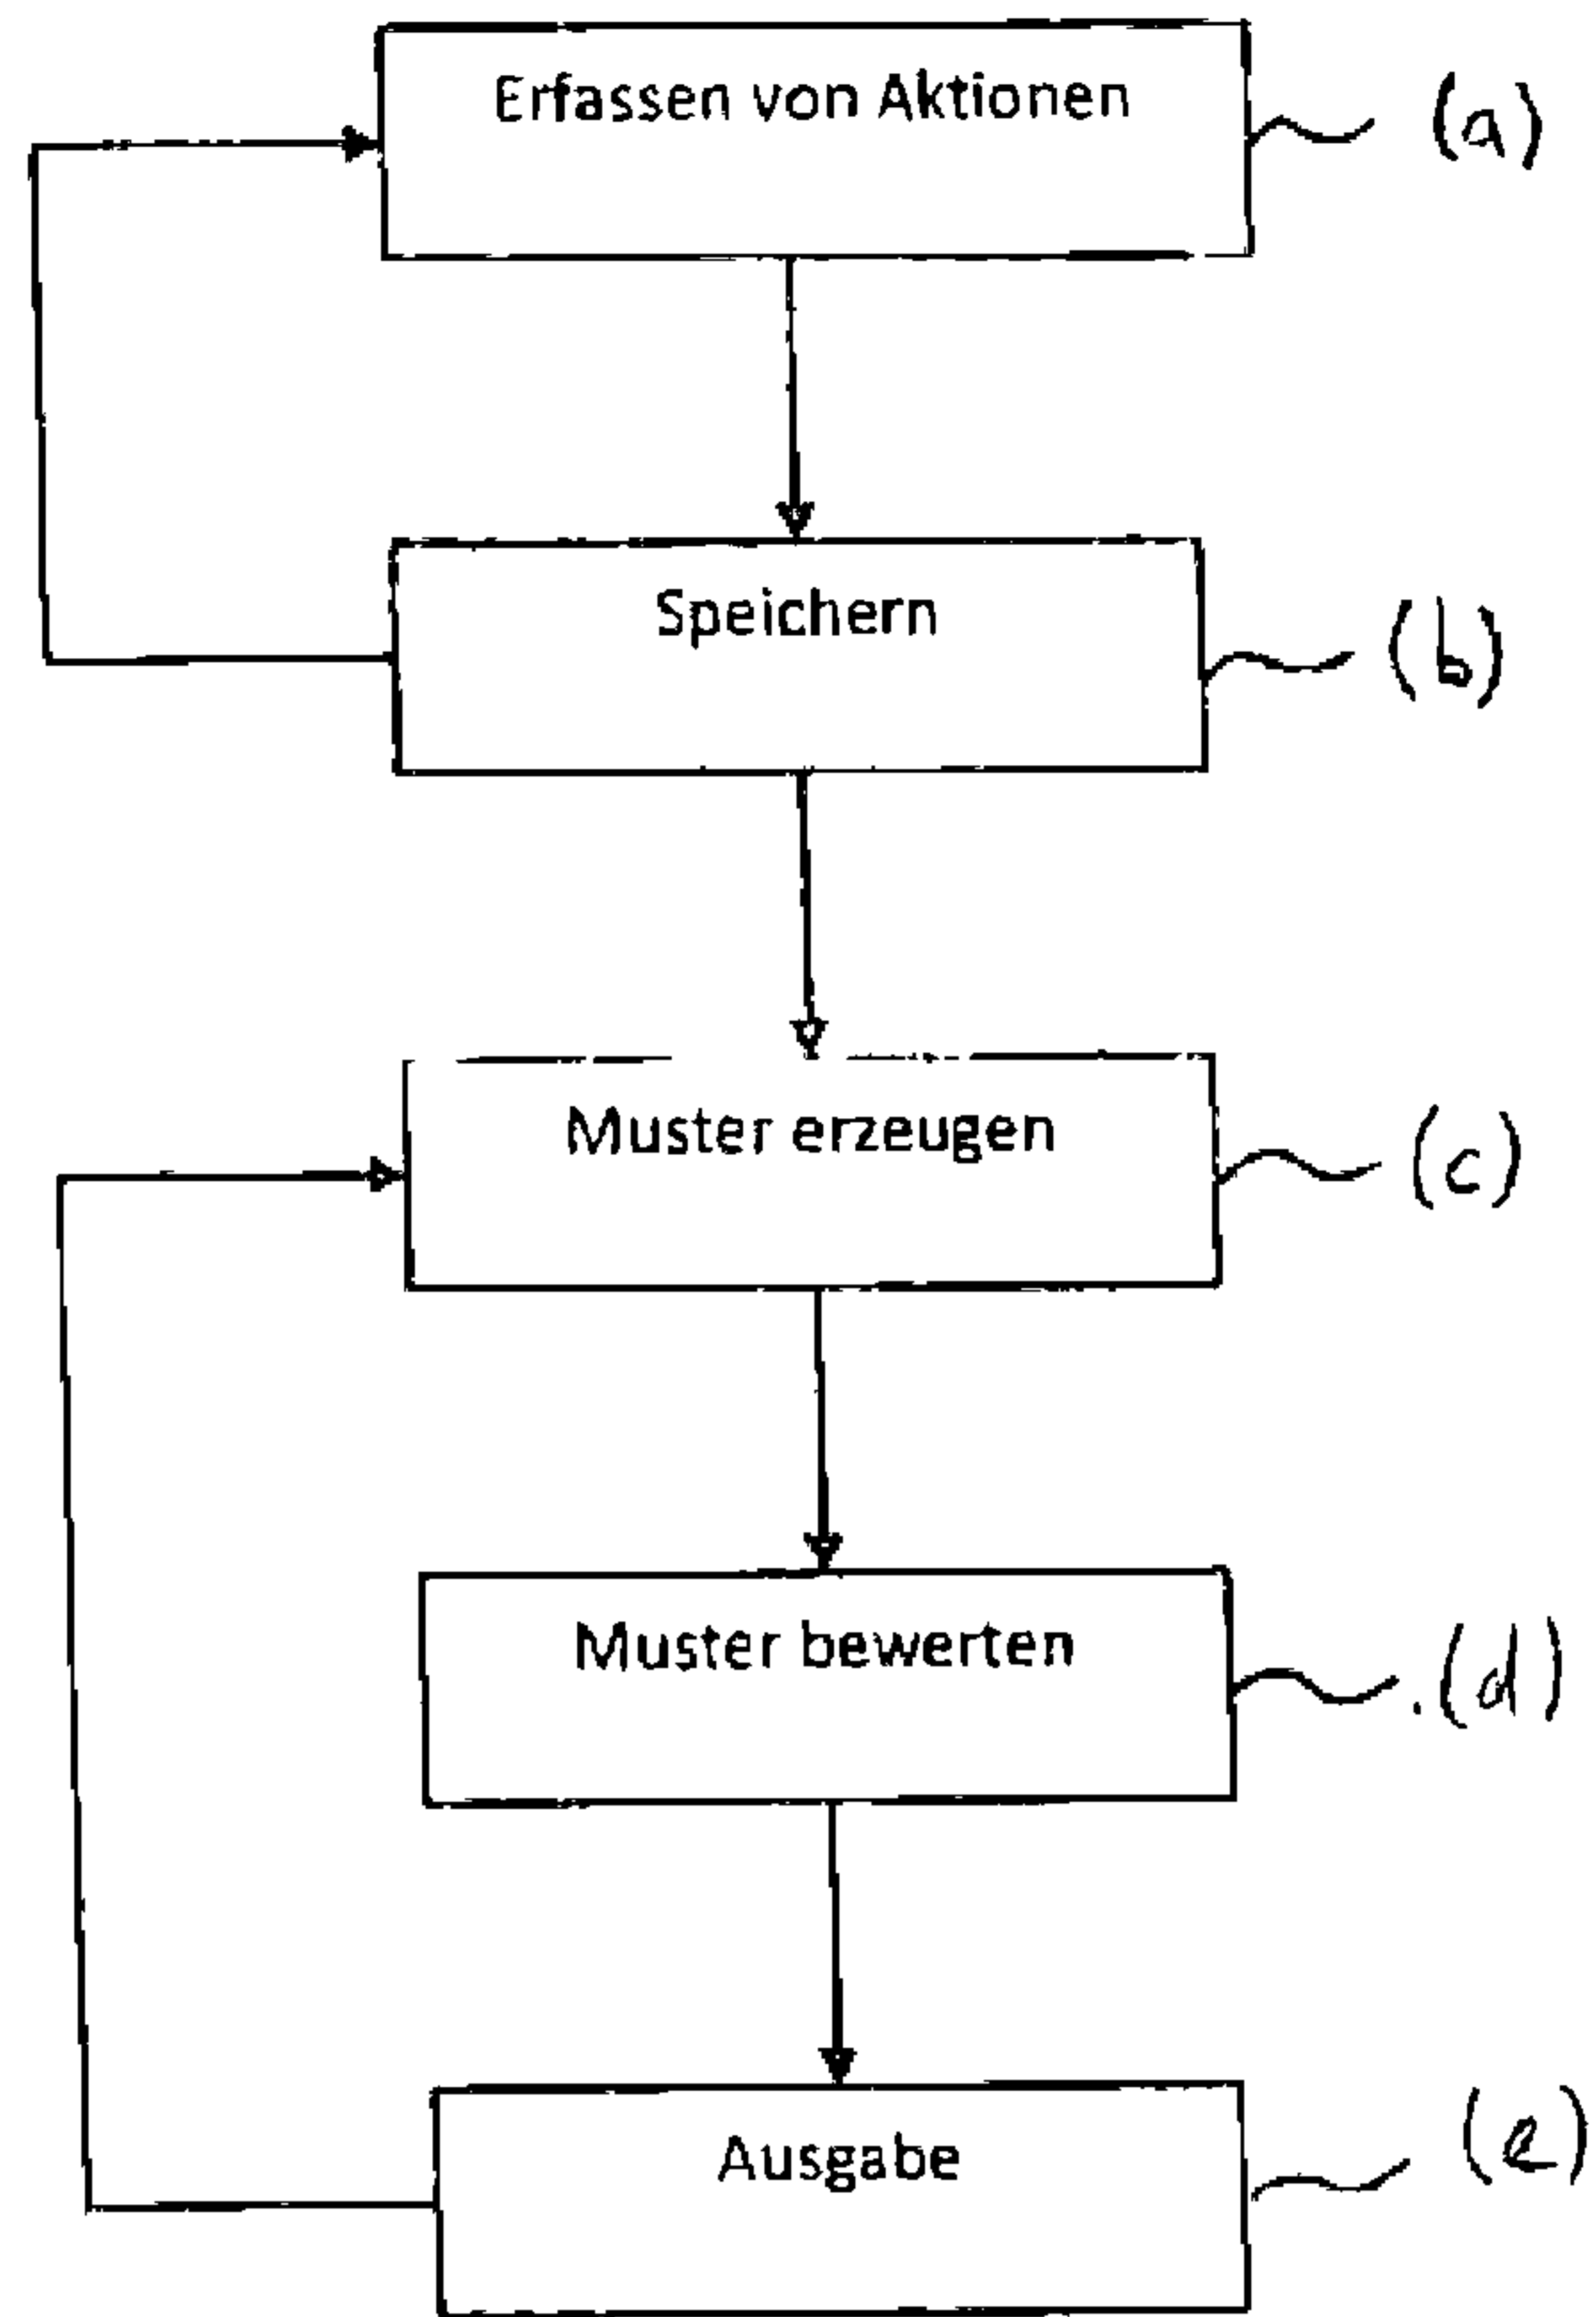 Erfassen von Aktionen
(a)
Speichern
(b)
Muster erzeugen
(c)
Muster bewerten
(d)
Ausgabe
(e)